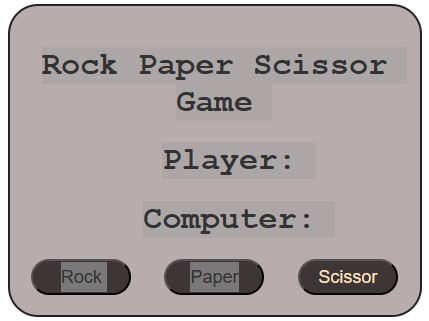 Rock Paper Scissor
Game
Player:
Computer:
Rock Paper Scissor